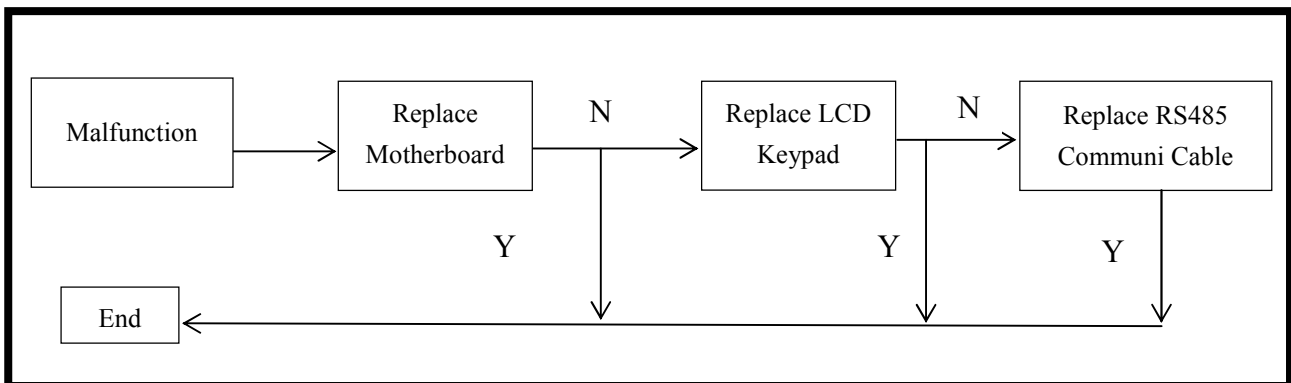 Malfunction
Replace
Motherboard
N
Replace LCD
Keypad
N
Replace RS485
Communi Cable
Y
Y
Y
End